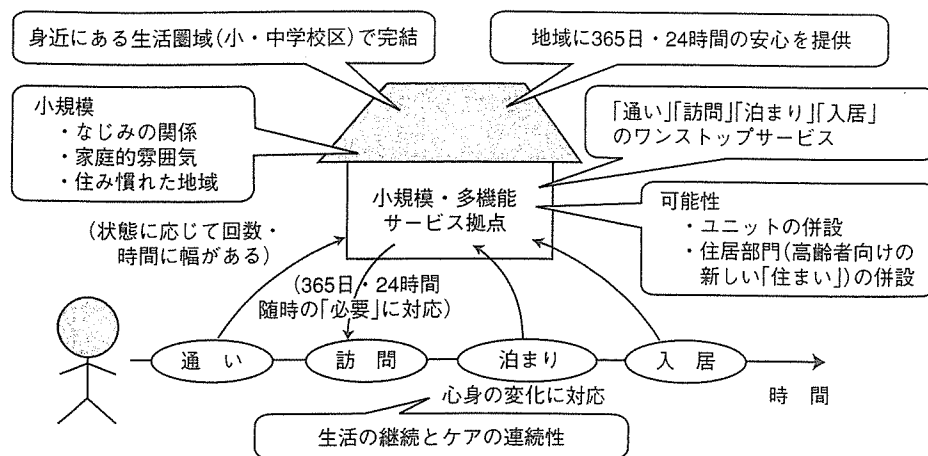 身近にある生活圏域(小・中学校区)で完結
地域に365日・24時間の安心を提供
小規模
・なじみの関係
・家庭的雰囲気
・住み慣れた地域
「通い」「訪問」「泊まり」「入居」
のワンストップサービス
小規模・多機能
サービス拠点
可能性
・ユニットの併設
・住居部門(高齢者向けの
新しい「住まい」)の併設
(状態に応じて回数・
時間に幅がある)
(365日・24時間
随時の「必要」に対応)
通い
訪問
泊まり
入居
時間
心身の変化に対応
生活の継続とケアの連続性